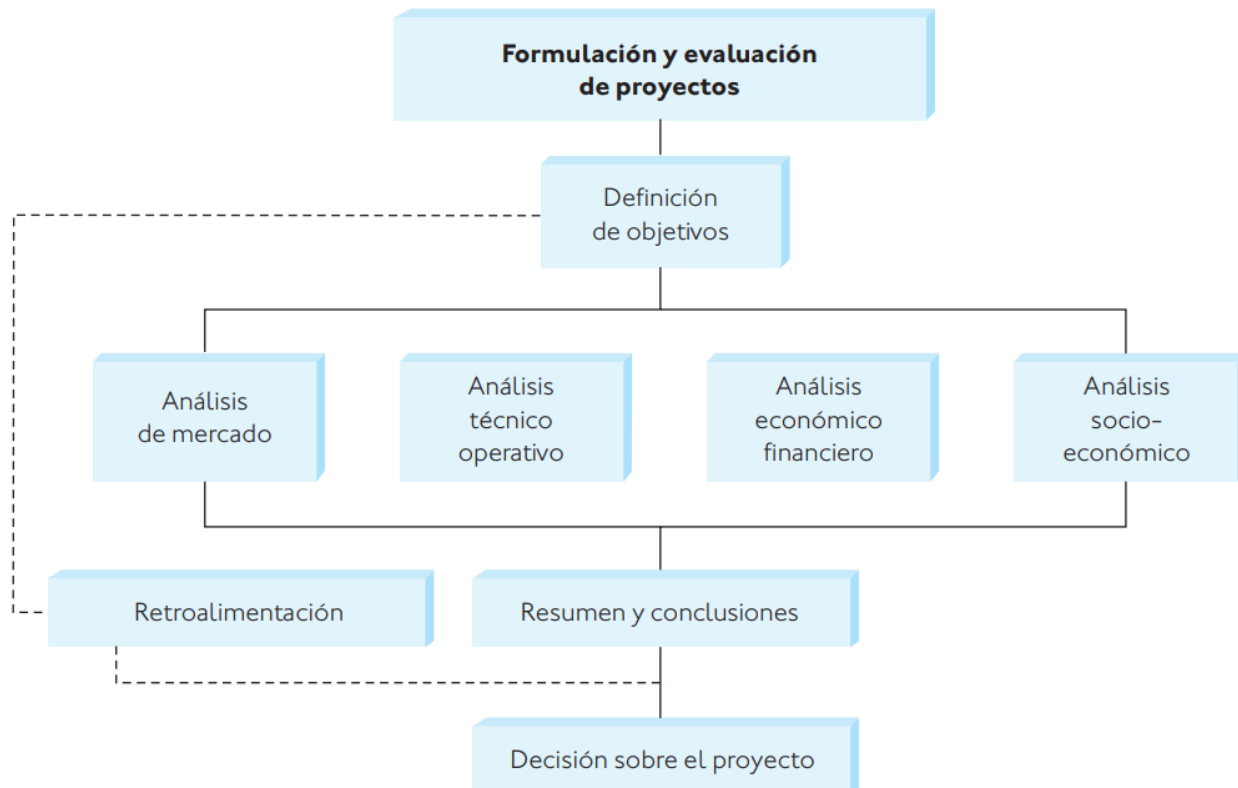 Formulación y evaluación
de proyectos
Definición
de objetivos
Análisis
de mercado
Análisis
técnico
operativo
Análisis
económico
financiero
Análisis
socio-
económico
Retroalimentación
Resumen y conclusiones
Decisión sobre el proyecto